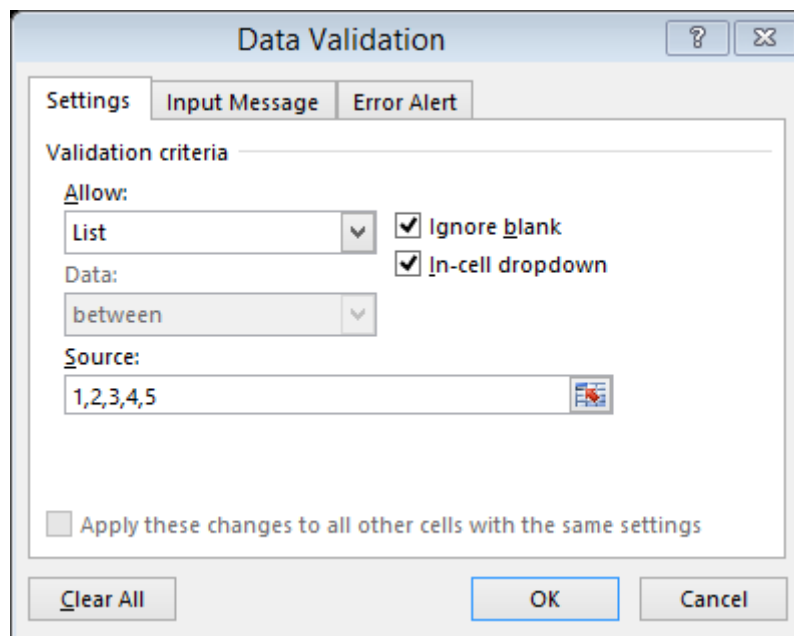 Data Validation
?
Settings Input Message Error Alert
Validation criteria
Allow:
List
Ignore blank
In-cell dropdown
Data:
between
Source:
1,2,3,4,5
Apply these changes to all other cells with the same settings
Clear All OK Cancel